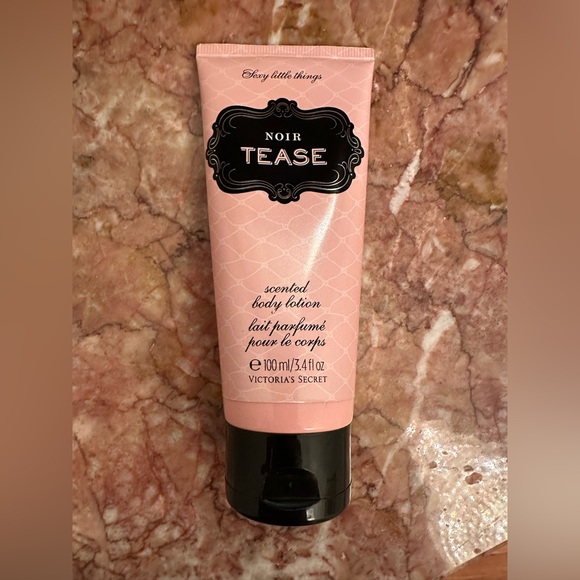 Sexy little things
NOIR
TEASE
scented
body lotion
lait parfumé
pour le corps
℮ 100 ml/3.4 fl oz
VICTORIA'S SECRET